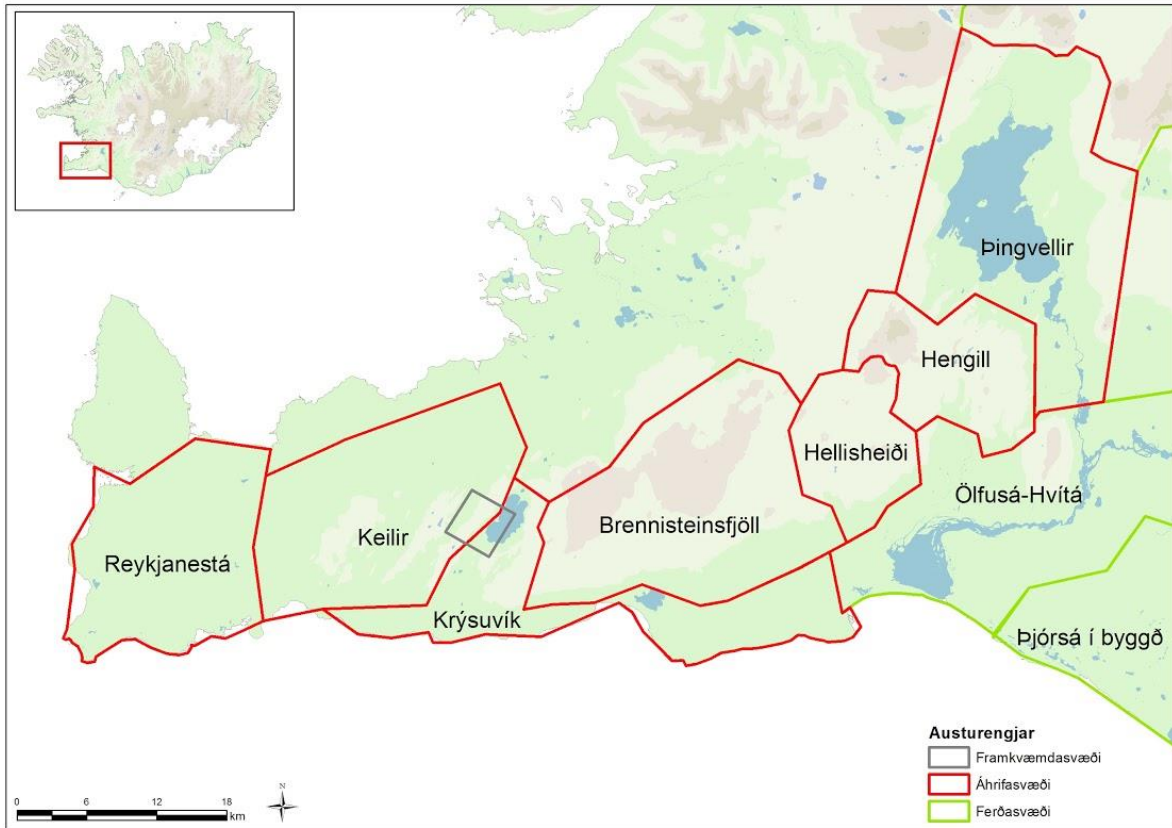 Þingvellir
Hengill
Hellisheiði
Ölfusá-Hvítá
Brennisteinsfjöll
Keilir
Reykjanestá
Krýsuvík
Þjórsá í byggð
Austurengjar
Framkvæmdasvæði
Áhrifasvæði
Ferðasvæði
0 6 12 18
km
N